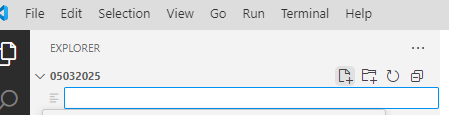 File Edit Selection View Go Run Terminal Help
EXPLORER
05032025